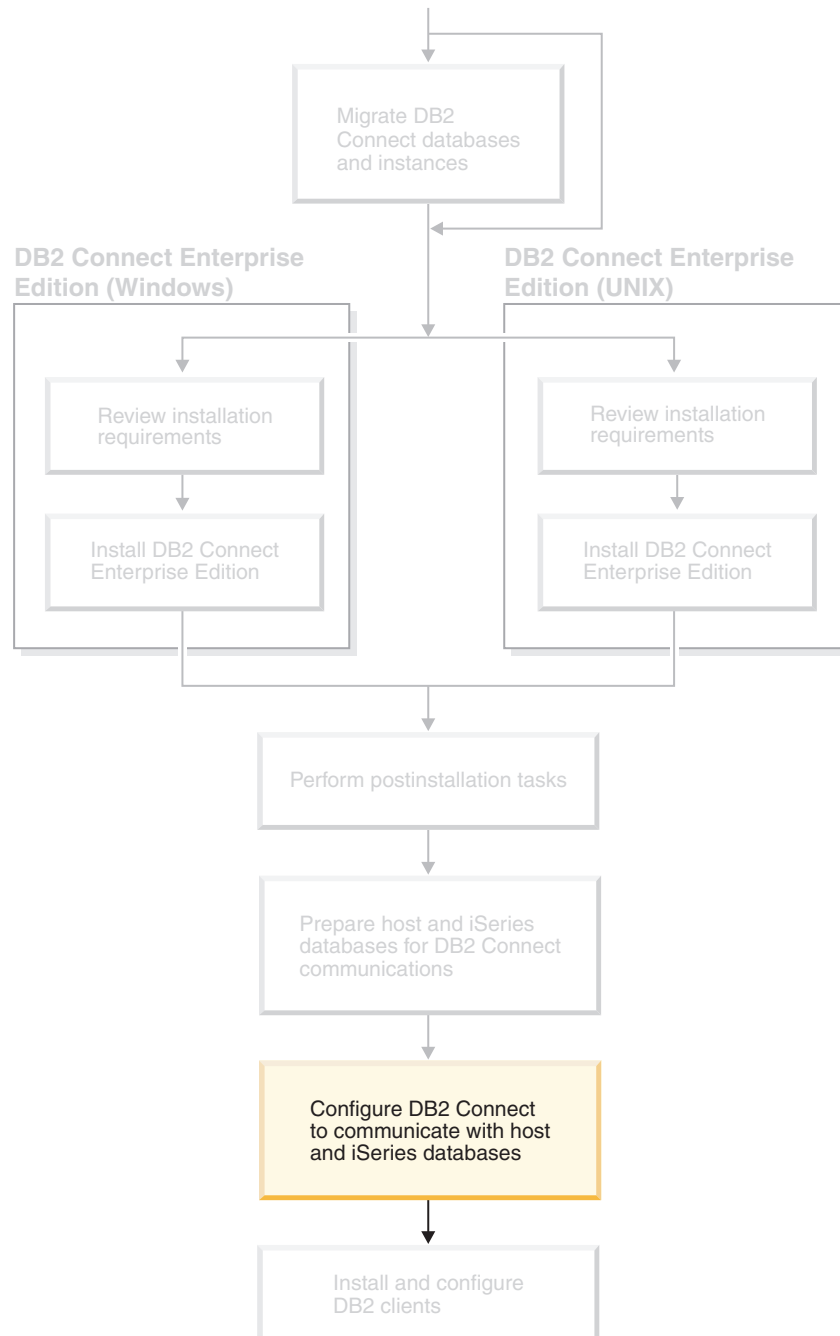 Migrate DB2
Connect databases
and instances
DB2 Connect Enterprise
Edition (Windows)
DB2 Connect Enterprise
Edition (UNIX)
Review installation
requirements
Review installation
requirements
Install DB2 Connect
Enterprise Edition
Install DB2 Connect
Enterprise Edition
Perform postinstallation tasks
Prepare host and iSeries
databases for DB2 Connect
communications
Configure DB2 Connect
to communicate with host
and iSeries databases
Install and configure
DB2 clients